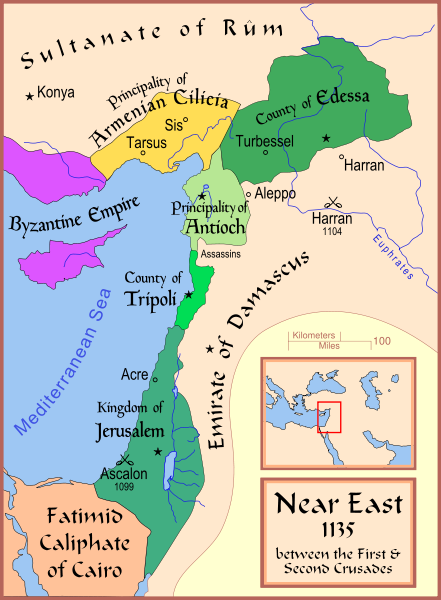 Sultanate of Rûm
Konya
Principality of
Armenian Cilicia
Sis
Tarsus
County of Edessa
Turbessel
Harran
Byzantine Empire
Aleppo
Principality of
Antioch
Harran
1104
Euphrates
Assassins
County of
Tripoli
Mediterranean Sea
Emirate of Damascus
Kilometers
Miles
100
Acre
Kingdom of
Jerusalem
Ascalon
1099
Fatimid
Caliphate
of Cairo
Near East
1135
between the First &
Second Crusades